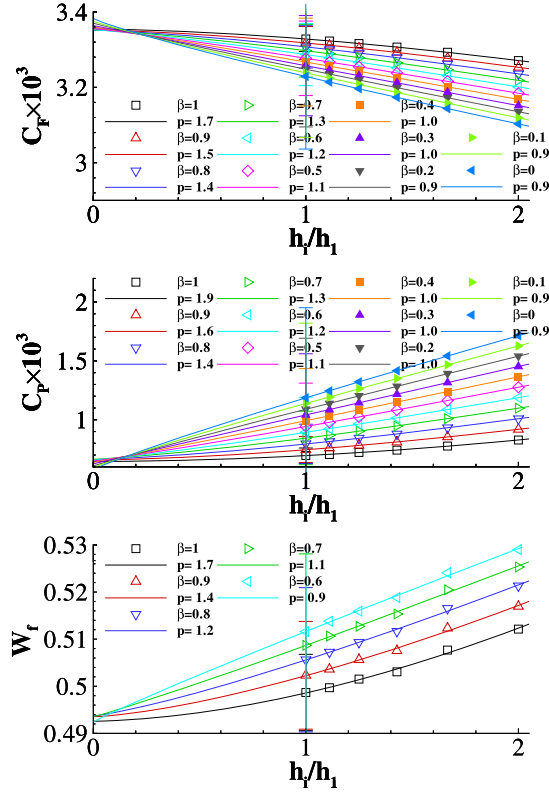 3.4
3.2
3
C_F×10³
β=1 β=0.7 β=0.4
p= 1.7 p= 1.3 p= 1.0
β=0.9 β=0.6 β=0.3 β=0.1
p= 1.5 p= 1.2 p= 1.0 p= 0.9
β=0.8 β=0.5 β=0.2 β=0
p= 1.4 p= 1.1 p= 0.9 p= 0.9
0 1 2
h_i/h_1
2
1.5
1
C_P×10³
β=1 β=0.7 β=0.4 β=0.1
p= 1.9 p= 1.3 p= 1.0 p= 0.9
β=0.9 β=0.6 β=0.3 β=0
p= 1.6 p= 1.2 p= 1.0 p= 0.9
β=0.8 β=0.5 β=0.2
p= 1.4 p= 1.1 p= 1.0
0 1 2
h_i/h_1
0.53
0.52
0.51
0.5
0.49
W_f
β=1 β=0.7
p= 1.7 p= 1.1
β=0.9 β=0.6
p= 1.4 p= 0.9
β=0.8
p= 1.2
0 1 2
h_i/h_1